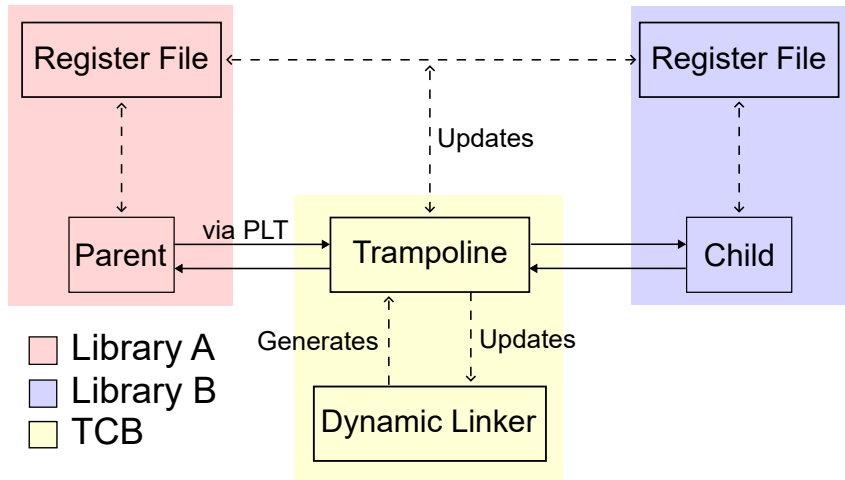 Register File
Register File
Updates
via PLT
Parent
Trampoline
Child
Generates
Updates
Dynamic Linker
Library A
Library B
TCB